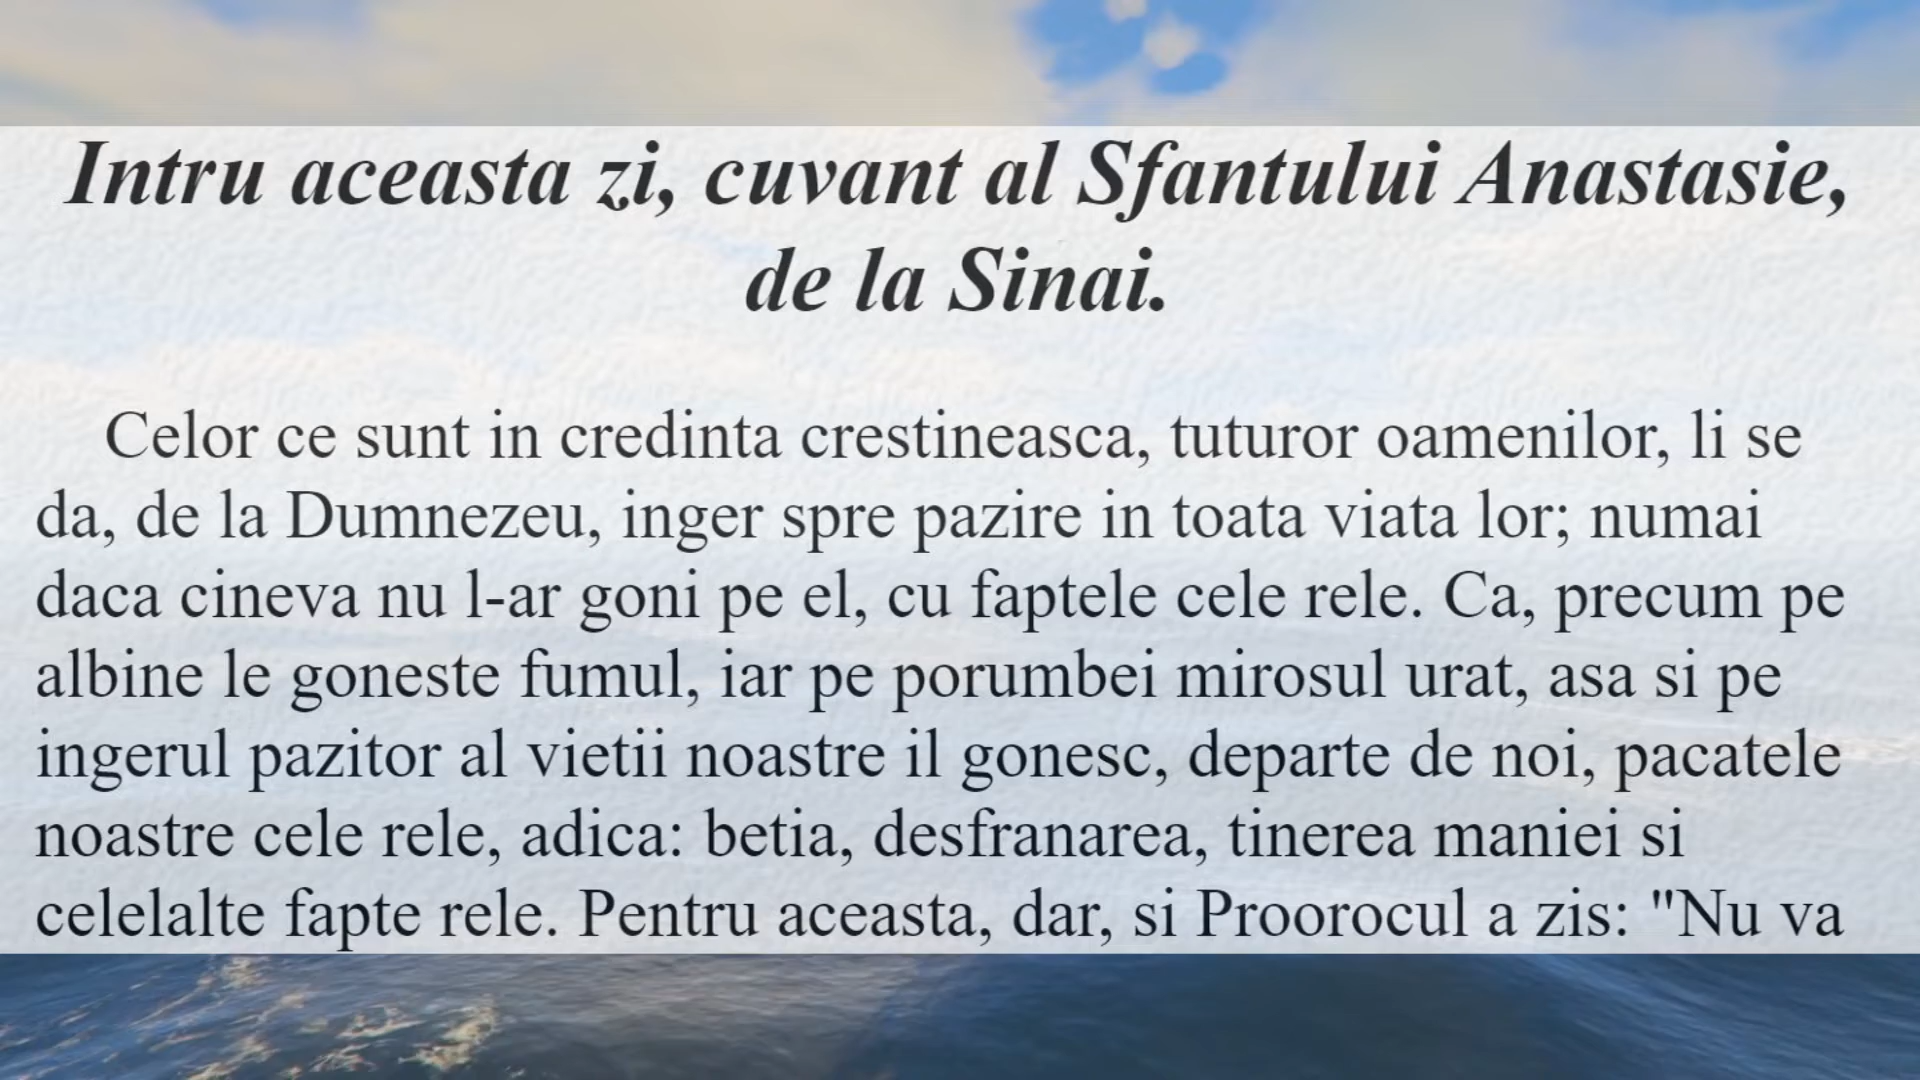 Intru aceasta zi, cuvant al Sfantului Anastasie,
de la Sinai.
Celor ce sunt in credinta crestineasca, tuturor oamenilor, li se
da, de la Dumnezeu, inger spre pazire in toata viata lor; numai
daca cineva nu l-ar goni pe el, cu faptele cele rele. Ca, precum pe
albine le goneste fumul, iar pe porumbei mirosul urat, asa si pe
ingerul pazitor al vietii noastre il gonesc, departe de noi, pacatele
noastre cele rele, adica: betia, desfranarea, tinerea maniei si
celelalte fapte rele. Pentru aceasta, dar, si Proorocul a zis: "Nu va